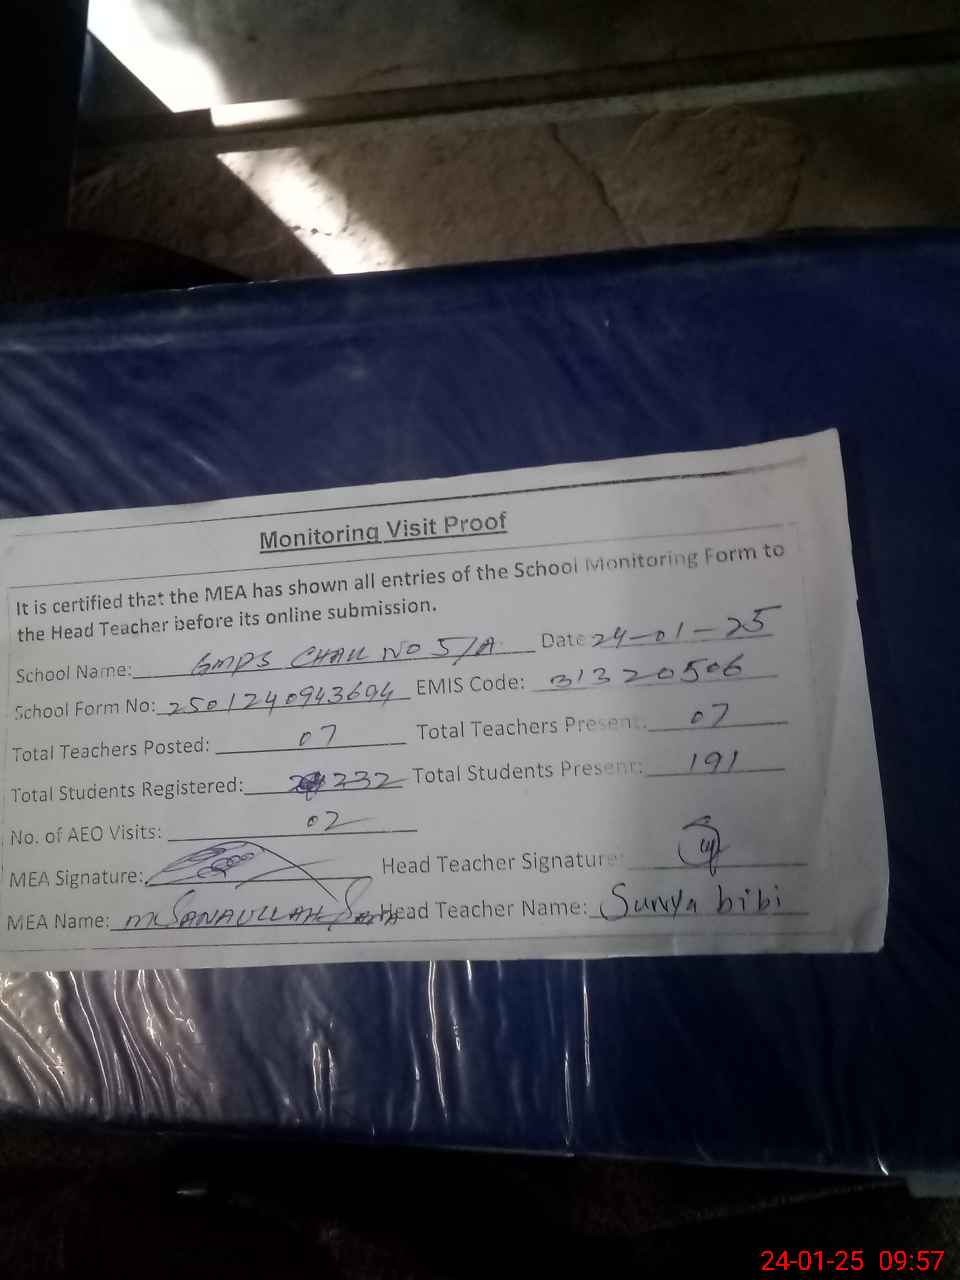 Monitoring Visit Proof
It is certified that the MEA has shown all entries of the School Monitoring Form to
the Head Teacher before its online submission.
School Name: GMPS CHAK NO 5/A Date 24-01-25
School Form No: 2501240943694 EMIS Code: 31320506
Total Teachers Posted: 07 Total Teachers Present: 07
Total Students Registered: 232 Total Students Present: 191
No. of AEO Visits: 02
MEA Signature: Head Teacher Signature:
MEA Name: M SANAULLAH Head Teacher Name: Surya bibi
24-01-25 09:57